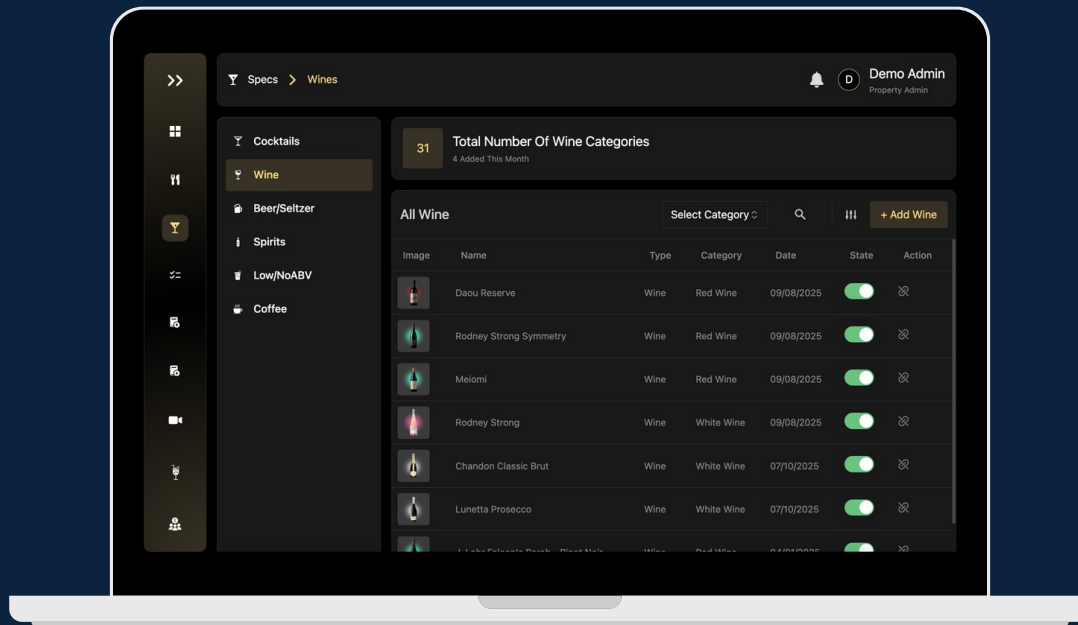 Specs > Wines
D
Demo Admin
Property Admin
Cocktails
Wine
Beer/Seltzer
Spirits
Low/NoABV
Coffee
31
Total Number Of Wine Categories
4 Added This Month
All Wine
Select Category
+ Add Wine
Image Name Type Category Date State Action
Daou Reserve Wine Red Wine 09/08/2025
Rodney Strong Symmetry Wine Red Wine 09/08/2025
Meiomi Wine Red Wine 09/08/2025
Rodney Strong Wine White Wine 09/08/2025
Chandon Classic Brut Wine White Wine 07/10/2025
Lunetta Prosecco Wine White Wine 07/10/2025
Wine Red Wine